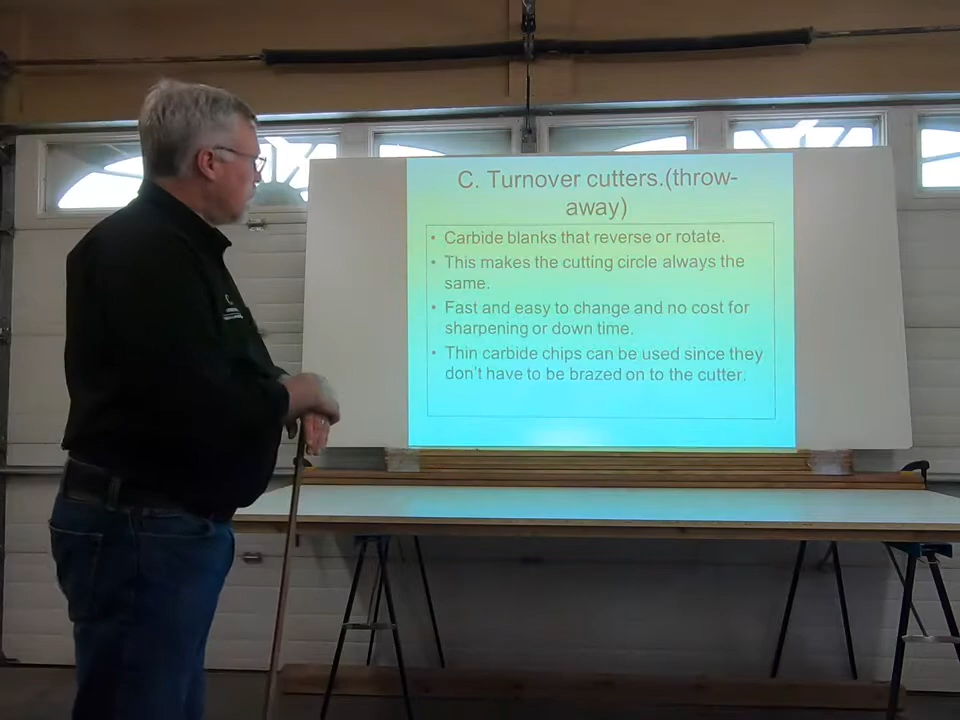 C. Turnover cutters.(throw-
away)
• Carbide blanks that reverse or rotate.
• This makes the cutting circle always the
same.
• Fast and easy to change and no cost for
sharpening or down time.
• Thin carbide chips can be used since they
don't have to be brazed on to the cutter.